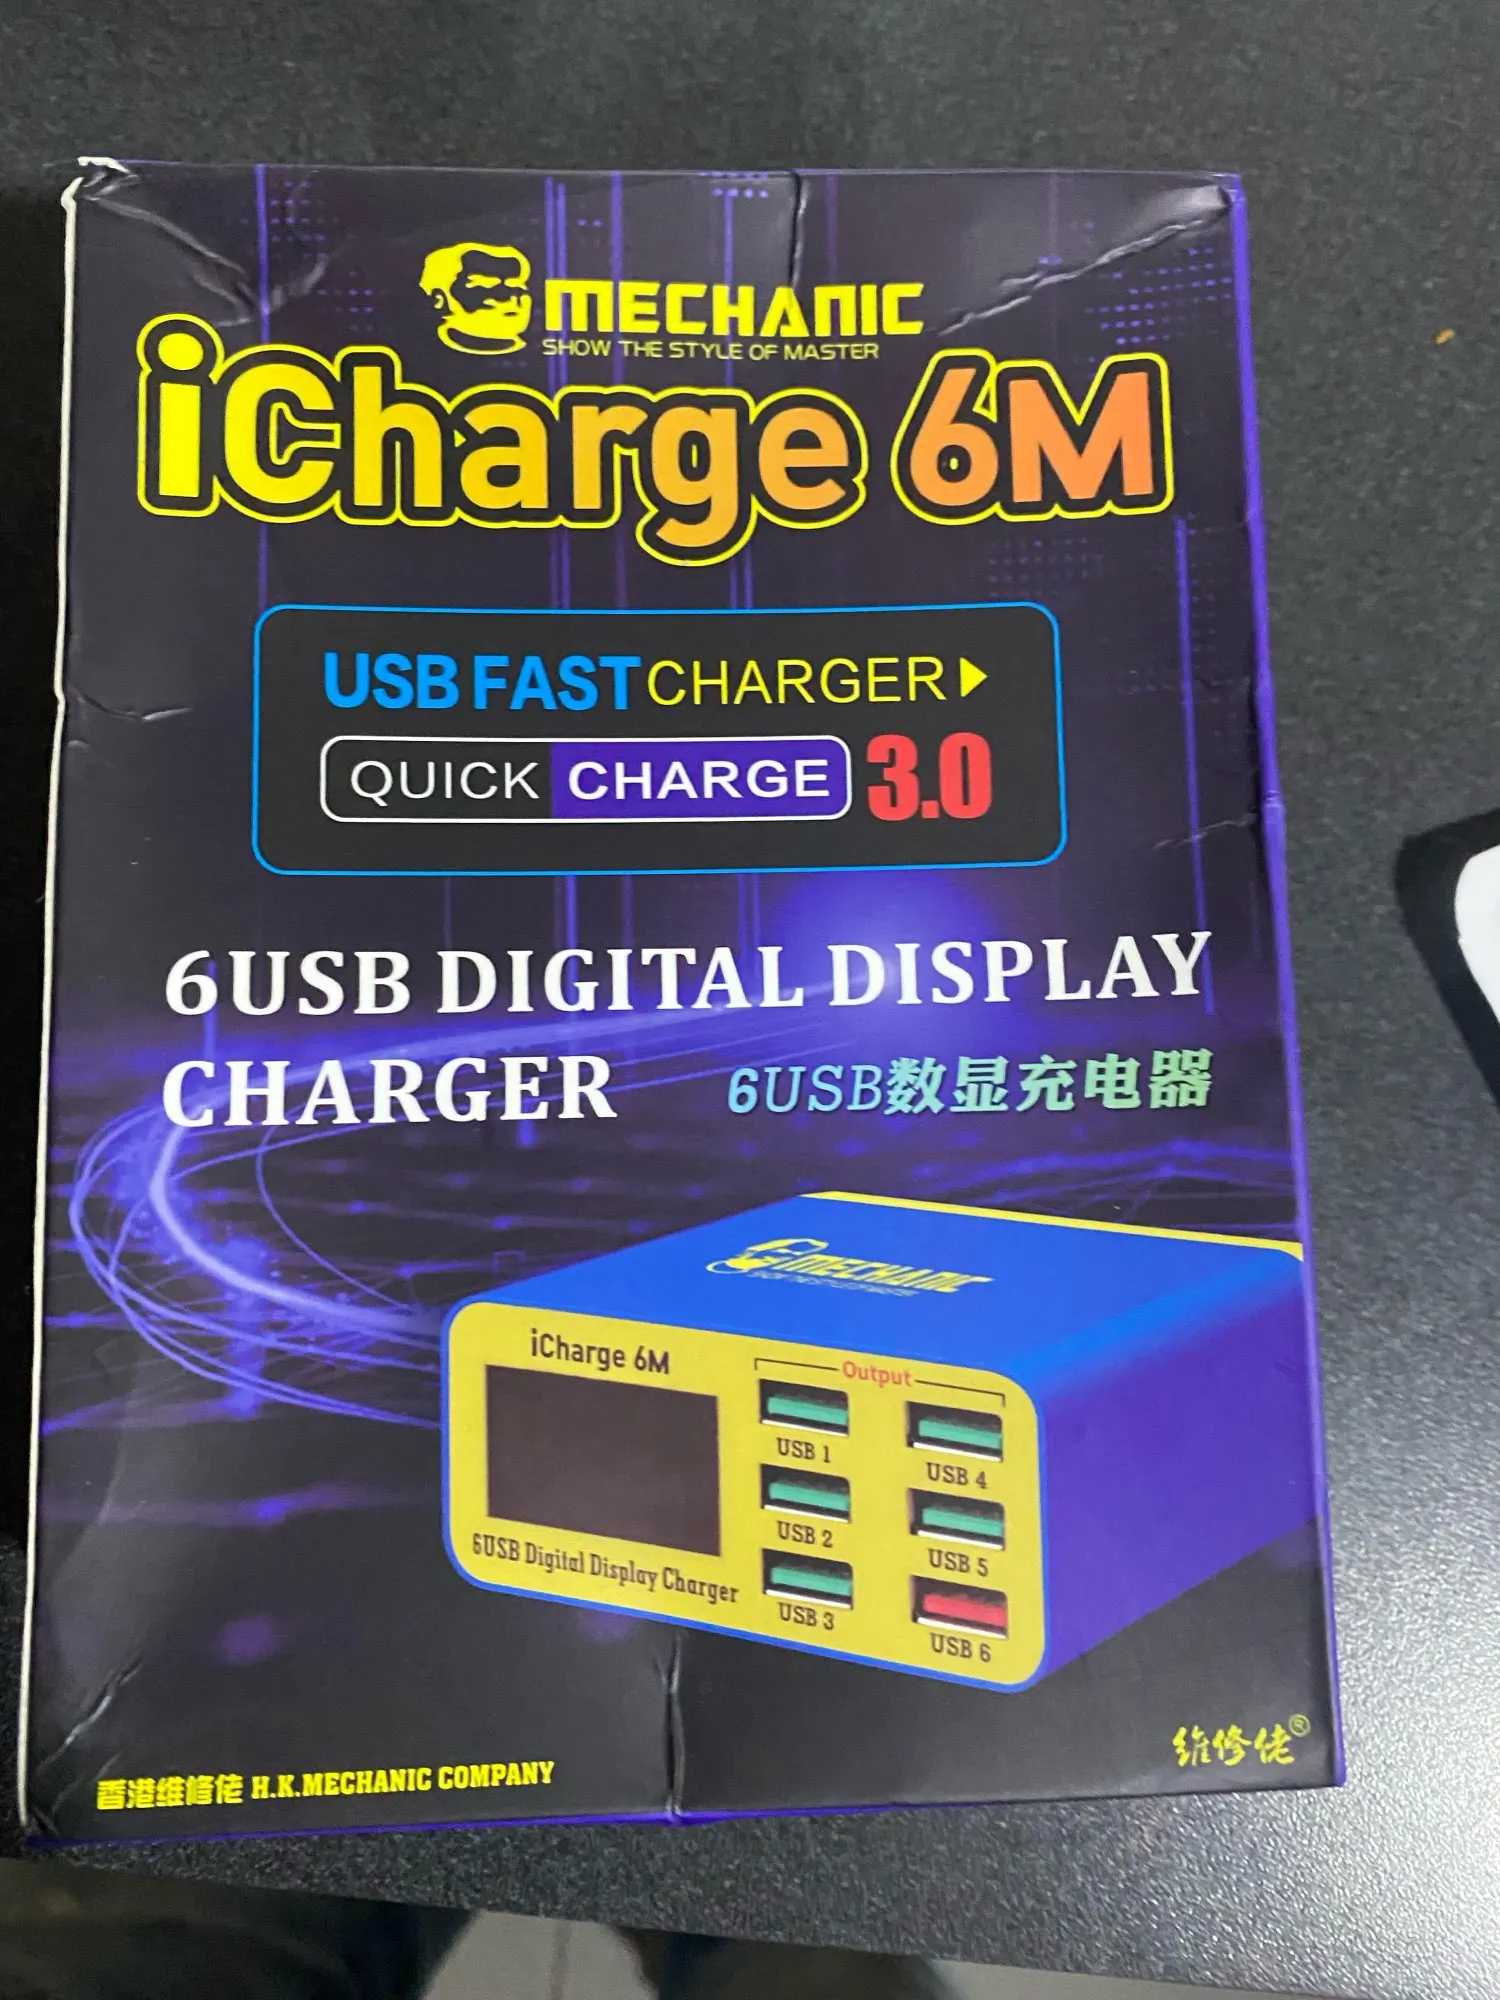 MECHANIC
SHOW THE STYLE OF MASTER
iCharge 6M
USB FAST CHARGER
QUICK CHARGE 3.0
6USB DIGITAL DISPLAY
CHARGER
6USB数显充电器
MECHANIC
iCharge 6M
Output
USB 1
USB 4
USB 2
USB 5
USB 3
USB 6
6USB Digital Display Charger
维修佬®
香港维修佬 H.K.MECHANIC COMPANY